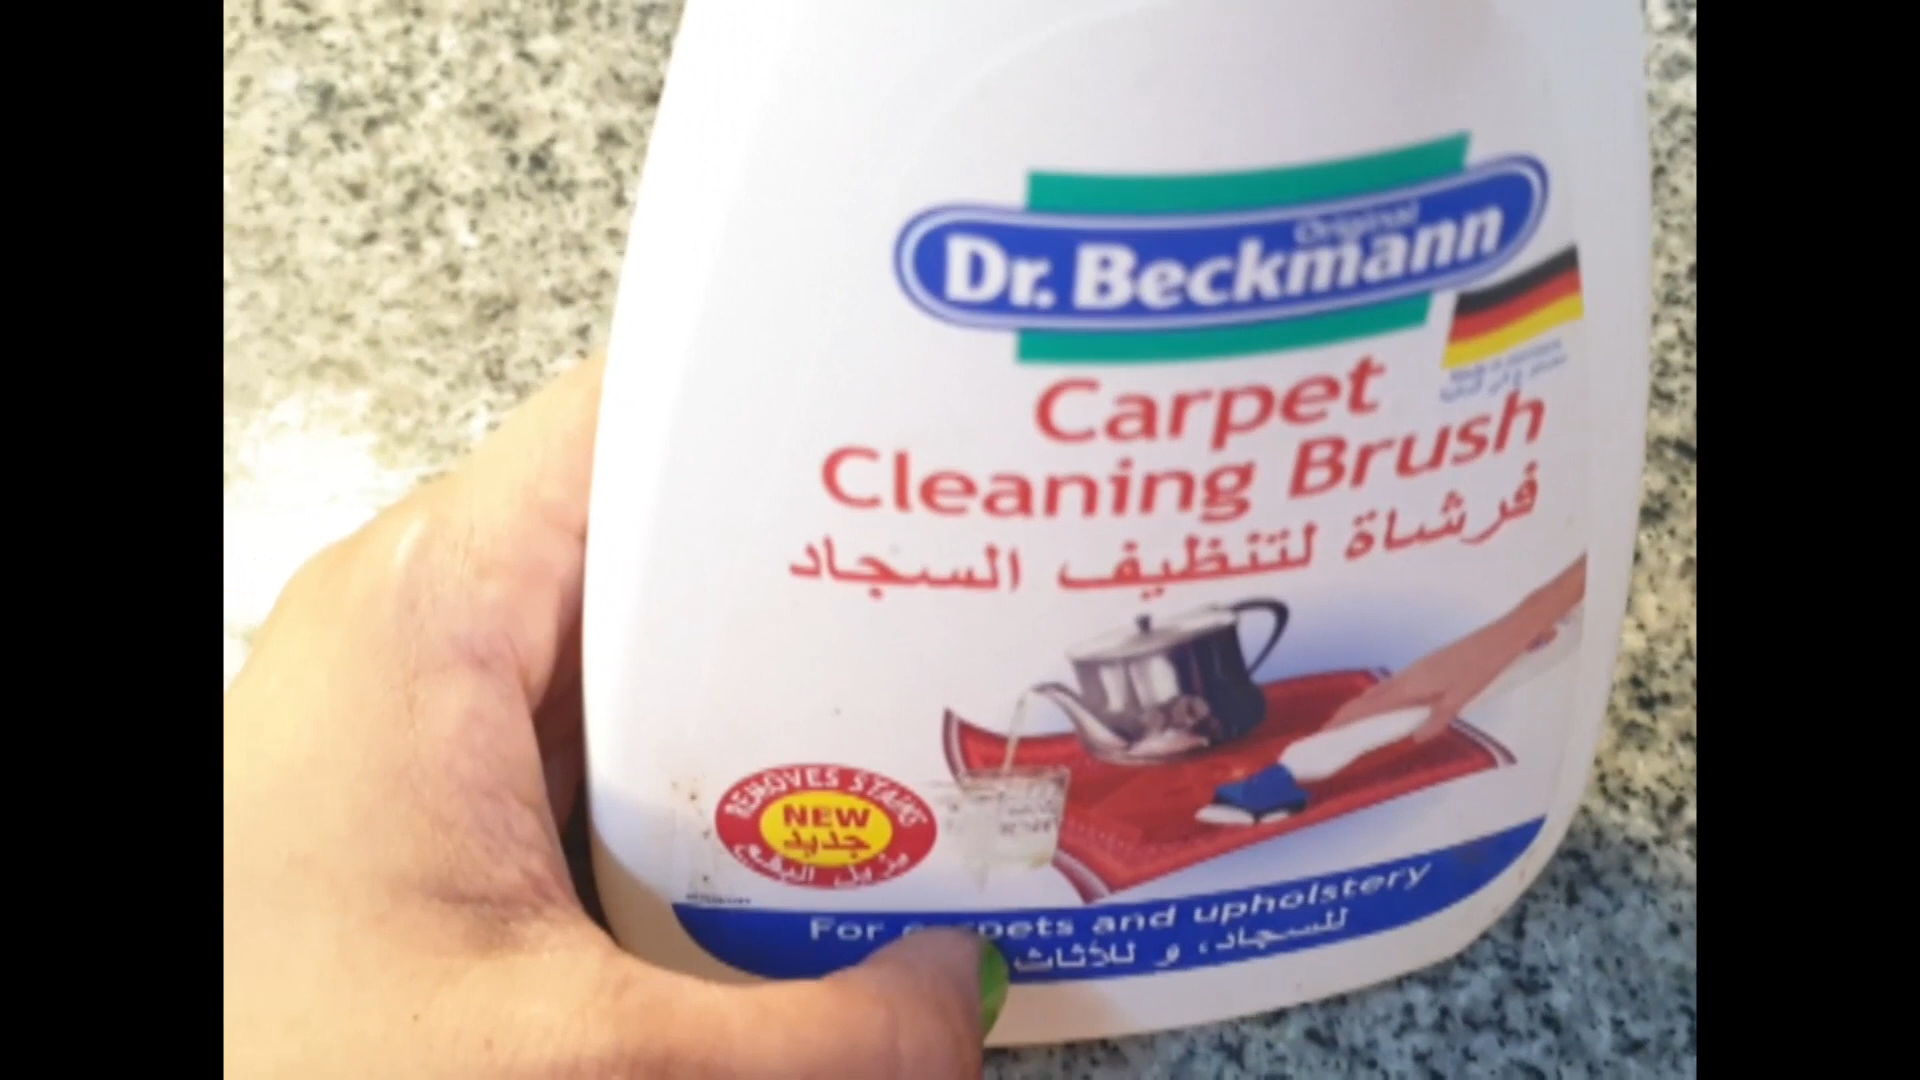 Original
Dr. Beckmann
Carpet
Cleaning Brush
فرشاة لتنظيف السجاد
REMOVES STAINS
NEW
جديد
يزيل البقع
For carpets and upholstery
للسجاد، و للأثاث